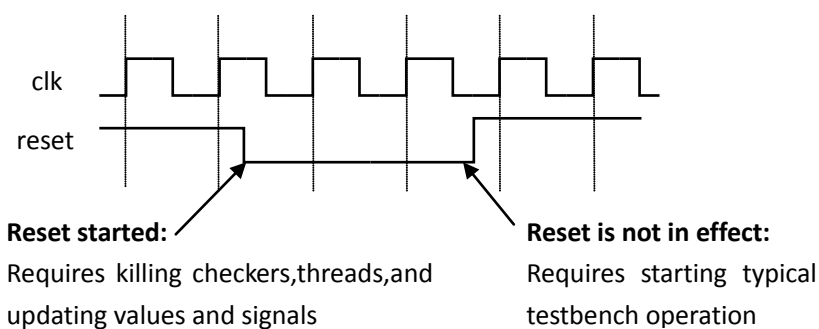 clk
reset
Reset started:
Requires killing checkers,threads,and
updating values and signals
Reset is not in effect:
Requires starting typical
testbench operation